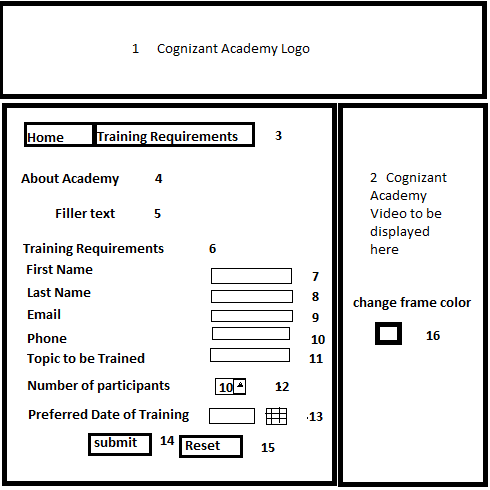 1 Cognizant Academy Logo
Home Training Requirements 3
About Academy 4
Filler text 5
Training Requirements 6
First Name 7
Last Name 8
Email 9
Phone 10
Topic to be Trained 11
Number of participants 10 12
Preferred Date of Training .13
submit 14 Reset 15
2 Cognizant
Academy
Video to be
displayed
here
change frame color
16